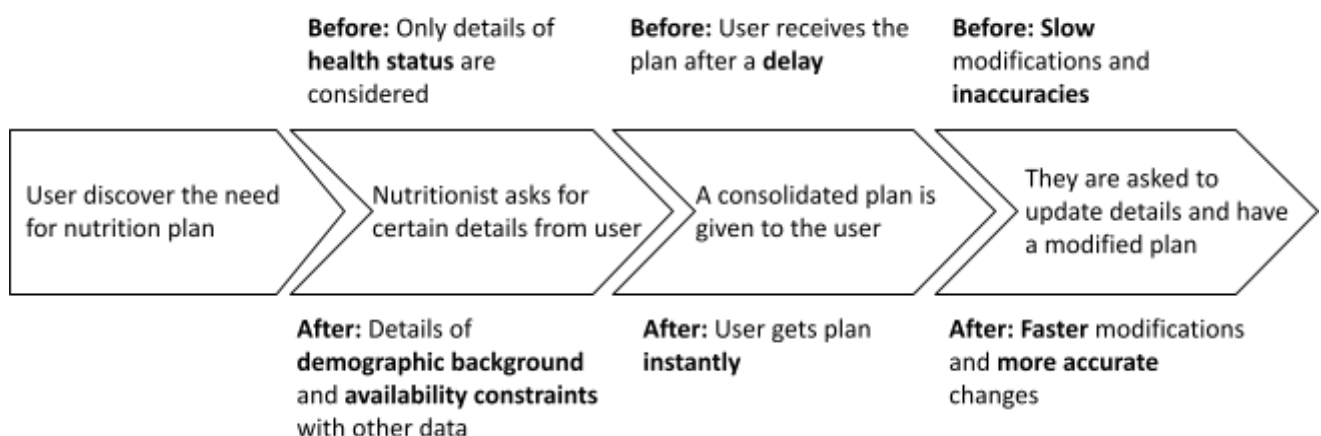 Before: Only details of
health status are
considered
Before: User receives the
plan after a delay
Before: Slow
modifications and
inaccuracies
User discover the need
for nutrition plan
Nutritionist asks for
certain details from user
A consolidated plan is
given to the user
They are asked to
update details and have
a modified plan
After: Details of
demographic background
and availability constraints
with other data
After: User gets plan
instantly
After: Faster modifications
and more accurate
changes